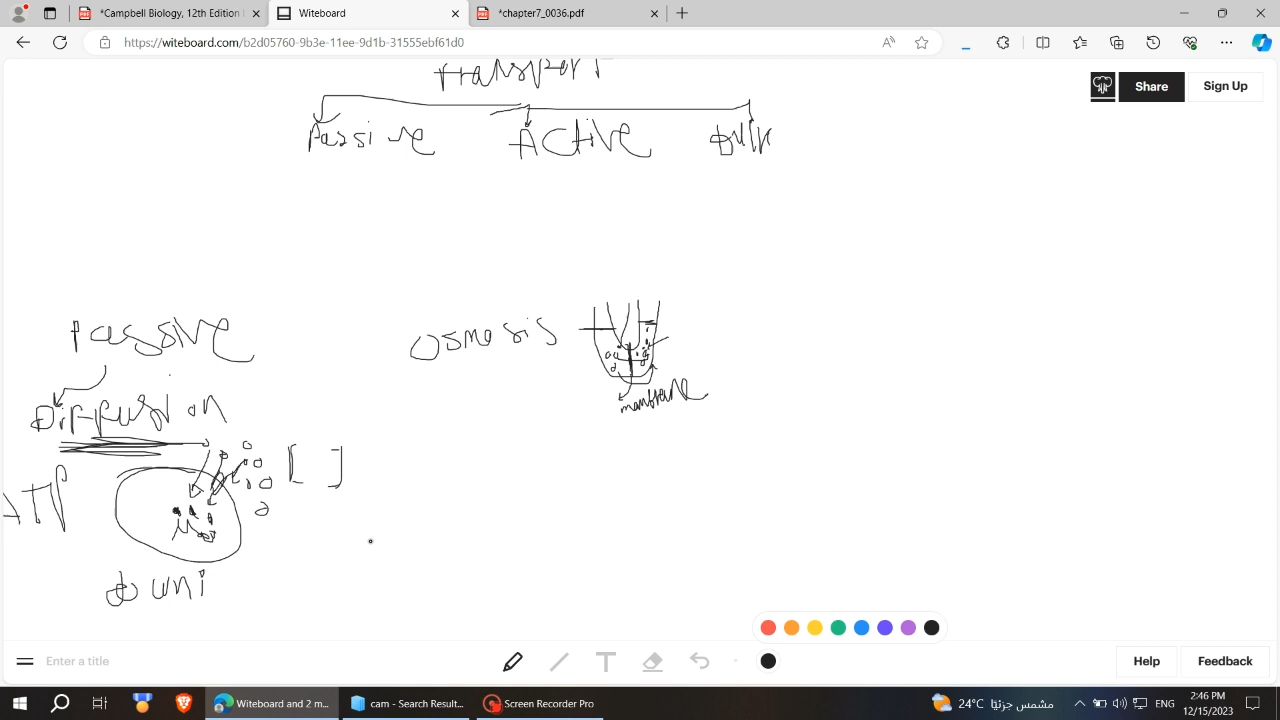 *Campbell Biology, 12th Edition
Witeboard
*chapter7_0036.pdf
https://witeboard.com/b2d05760-9b3e-11ee-9d1b-31555ebf61d0
Share
Sign Up
Transport
Passive
Active
Bulk
Passive
Osmosis
membrane
Diffusion
[ ]
ATP
Enter a title
Help
Feedback
Witeboard and 2 m...
cam - Search Result...
Screen Recorder Pro
24°C مشمس جزئيًا
ENG
2:46 PM
12/15/2023